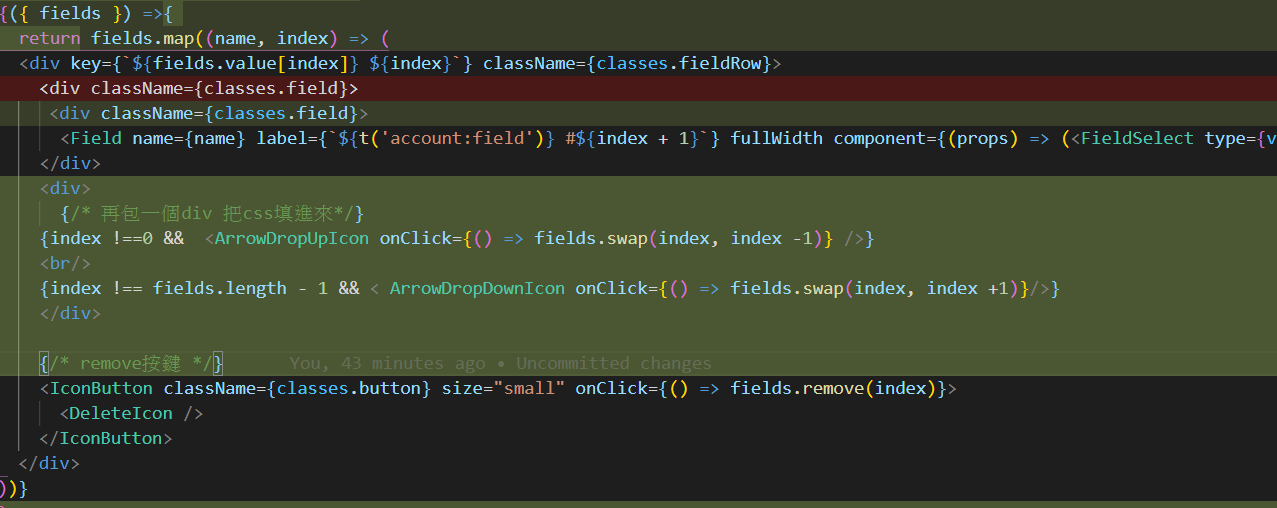 {({ fields }) =>{
return fields.map((name, index) => (
<div key={`${fields.value[index]} ${index}`} className={classes.fieldRow}>
<div className={classes.field}>
<div className={classes.field}>
<Field name={name} label={`${t('account:field')} #${index + 1}`} fullWidth component={(props) => (<FieldSelect type={v
</div>
<div>
{/* 再包一個div 把css填進來*/}
{index !==0 &&  <ArrowDropUpIcon onClick={() => fields.swap(index, index -1)} />}
<br/>
{index !== fields.length - 1 && < ArrowDropDownIcon onClick={() => fields.swap(index, index +1)}/>}
</div>
{/* remove按鍵 */}      You, 43 minutes ago • Uncommitted changes
<IconButton className={classes.button} size="small" onClick={() => fields.remove(index)}>
<DeleteIcon />
</IconButton>
</div>
))}